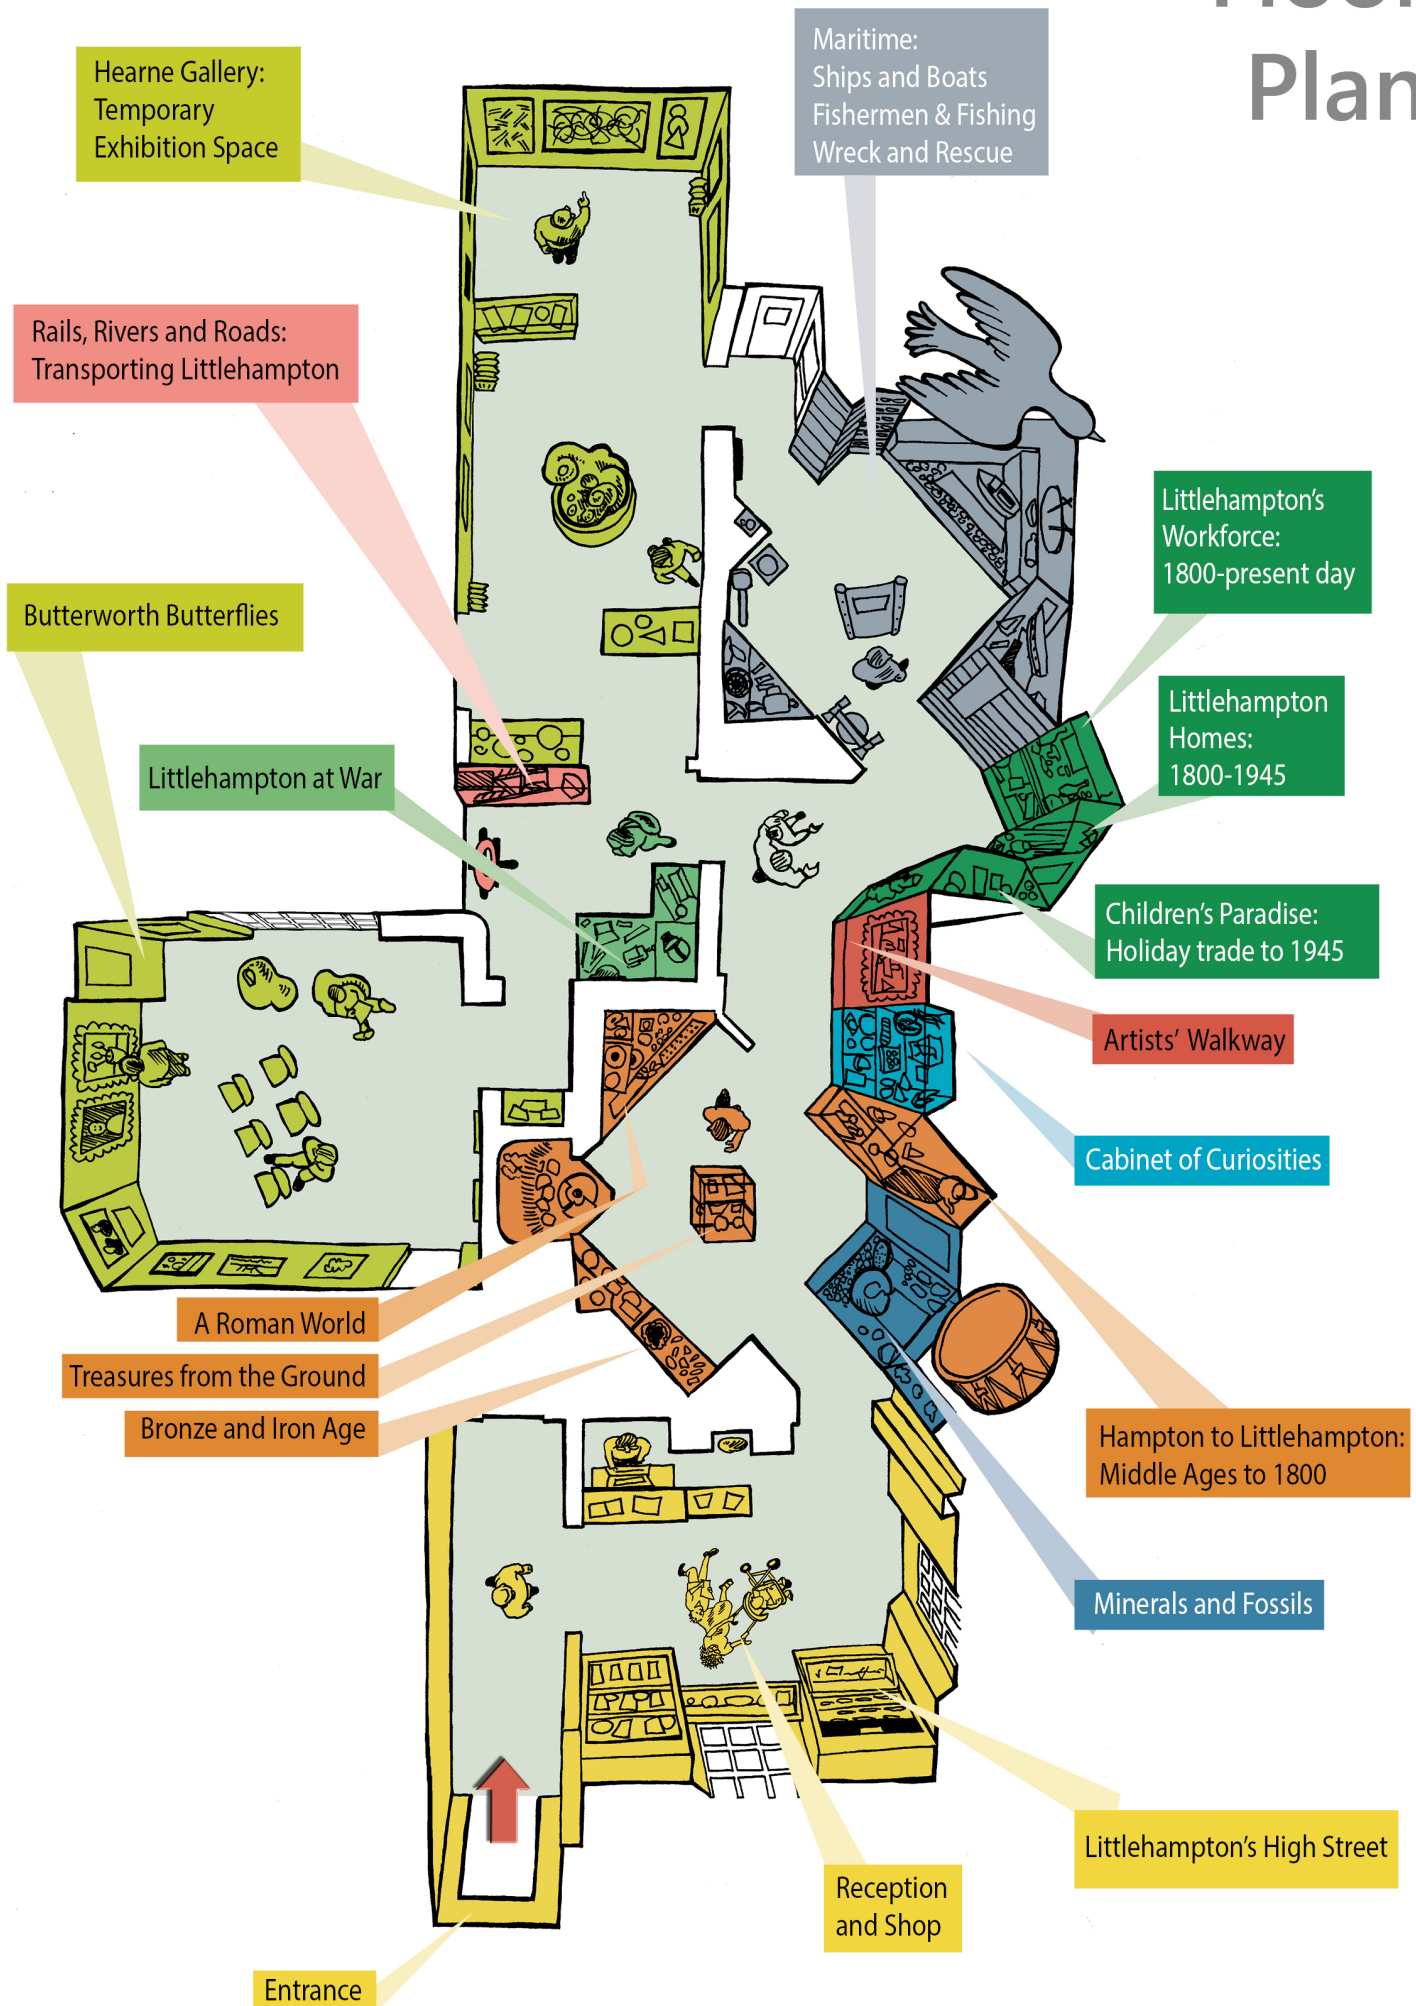 Plan
Hearne Gallery:
Temporary
Exhibition Space
Maritime:
Ships and Boats
Fishermen & Fishing
Wreck and Rescue
Rails, Rivers and Roads:
Transporting Littlehampton
Littlehampton's
Workforce:
1800-present day
Butterworth Butterflies
Littlehampton
Homes:
1800-1945
Littlehampton at War
Children's Paradise:
Holiday trade to 1945
Artists' Walkway
Cabinet of Curiosities
A Roman World
Treasures from the Ground
Bronze and Iron Age
Hampton to Littlehampton:
Middle Ages to 1800
Minerals and Fossils
Littlehampton's High Street
Reception
and Shop
Entrance